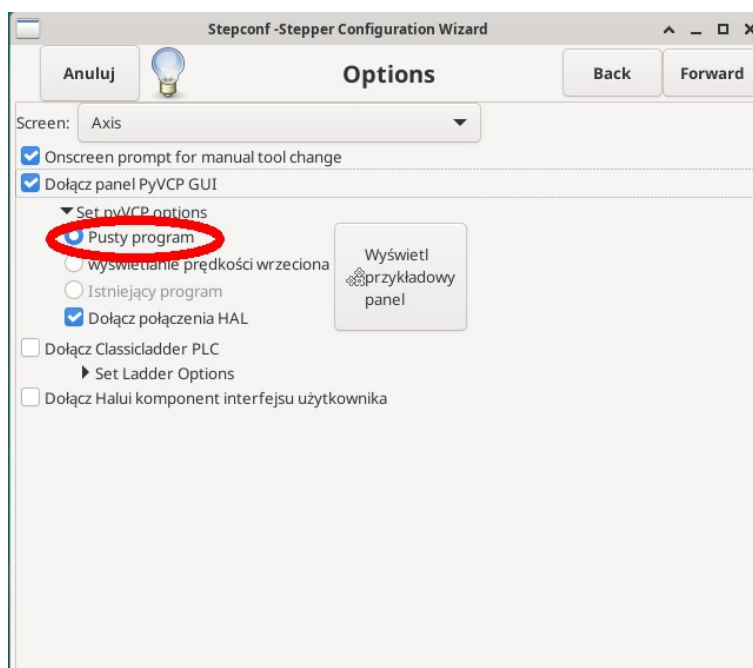 Stepconf -Stepper Configuration Wizard
Anuluj
Options
Back
Forward
Screen:
Axis
Onscreen prompt for manual tool change
Dołącz panel PyVCP GUI
Set pyVCP options
Pusty program
wyświetlanie prędkości wrzeciona
Istniejący program
Dołącz połączenia HAL
Wyświetl
przykładowy
panel
Dołącz Classicladder PLC
Set Ladder Options
Dołącz Halui komponent interfejsu użytkownika